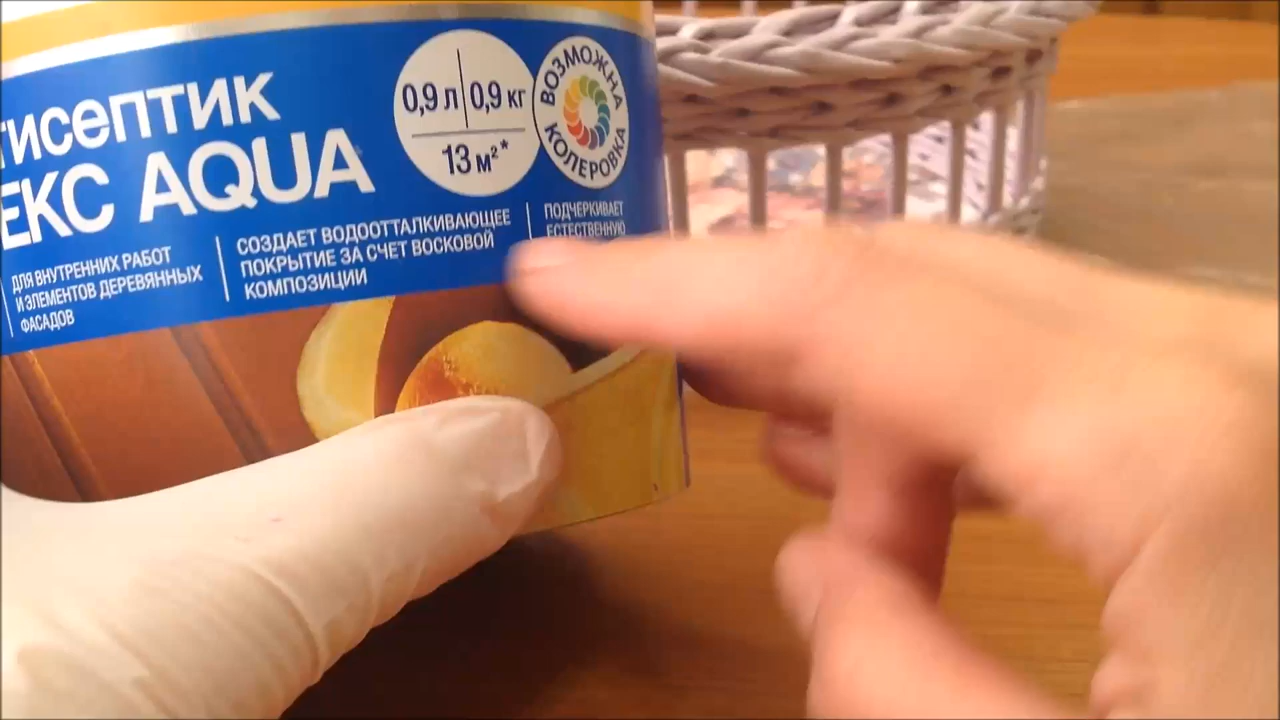 тисептик
ЕКС AQUA
0,9 л 0,9 кг
13 м²*
ВОЗМОЖНА
КОЛЕРОВКА
ДЛЯ ВНУТРЕННИХ РАБОТ
И ЭЛЕМЕНТОВ ДЕРЕВЯННЫХ
ФАСАДОВ
СОЗДАЕТ ВОДООТТАЛКИВАЮЩЕЕ
ПОКРЫТИЕ ЗА СЧЕТ ВОСКОВОЙ
КОМПОЗИЦИИ
ПОДЧЕРКИВАЕТ
ЕСТЕСТВЕННУЮ